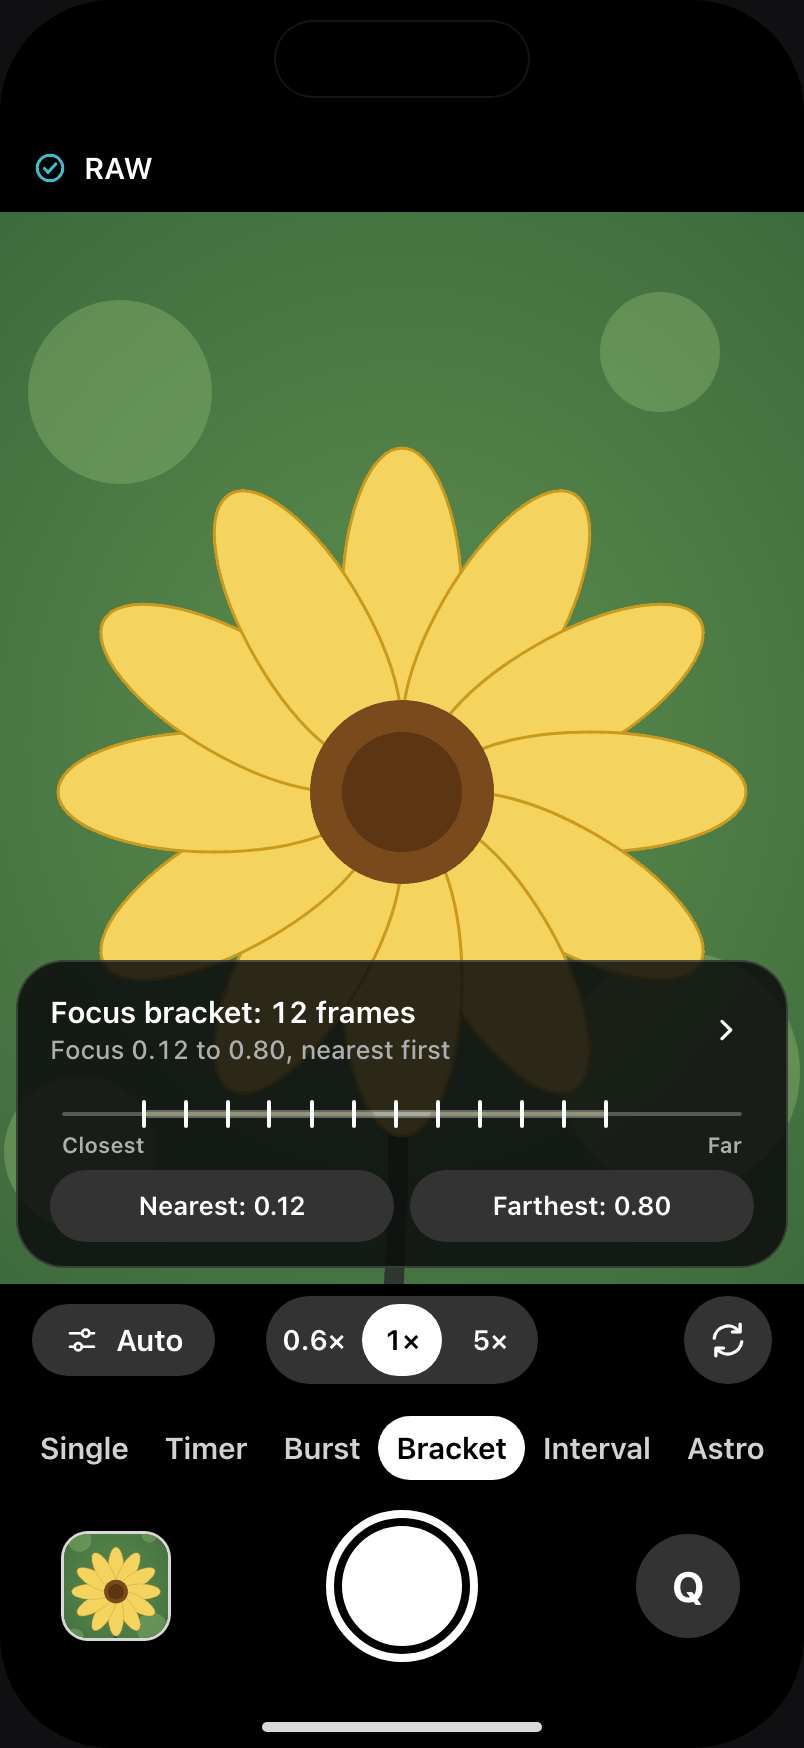 RAW
Focus bracket: 12 frames
Focus 0.12 to 0.80, nearest first
Closest Far
Nearest: 0.12 Farthest: 0.80
Auto 0.6× 1× 5×
Single Timer Burst Bracket Interval Astro
Q